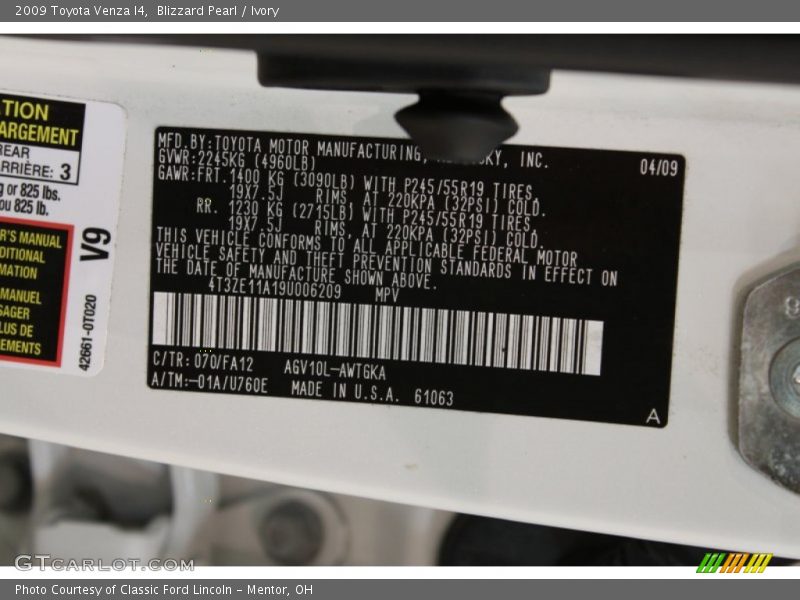 2009 Toyota Venza I4, Blizzard Pearl / Ivory
TION
ARGEMENT
REAR
ARRIÈRE: 3
g or 825 lbs.
ou 825 lb.
R'S MANUAL
DITIONAL
MATION
MANUEL
SAGER
LUS DE
EMENTS
V9
42661-0T020
MFD.BY:TOYOTA MOTOR MANUFACTURING, KY, INC. 04/09
GVWR:2245KG (4960LB)
GAWR:FRT. 1400 KG (3090LB) WITH P245/55R19 TIRES,
19X7.5J RIMS, AT 220KPA (32PSI) COLD.
RR. 1230 KG (2715LB) WITH P245/55R19 TIRES,
19X7.5J RIMS, AT 220KPA (32PSI) COLD.
THIS VEHICLE CONFORMS TO ALL APPLICABLE FEDERAL MOTOR
VEHICLE SAFETY AND THEFT PREVENTION STANDARDS IN EFFECT ON
THE DATE OF MANUFACTURE SHOWN ABOVE.
4T3ZE11A19U006209 MPV
C/TR: 070/FA12 AGV10L-AWTGKA
A/TM:-01A/U760E MADE IN U.S.A. 61063
A
GTCARLOT.COM
Photo Courtesy of Classic Ford Lincoln - Mentor, OH